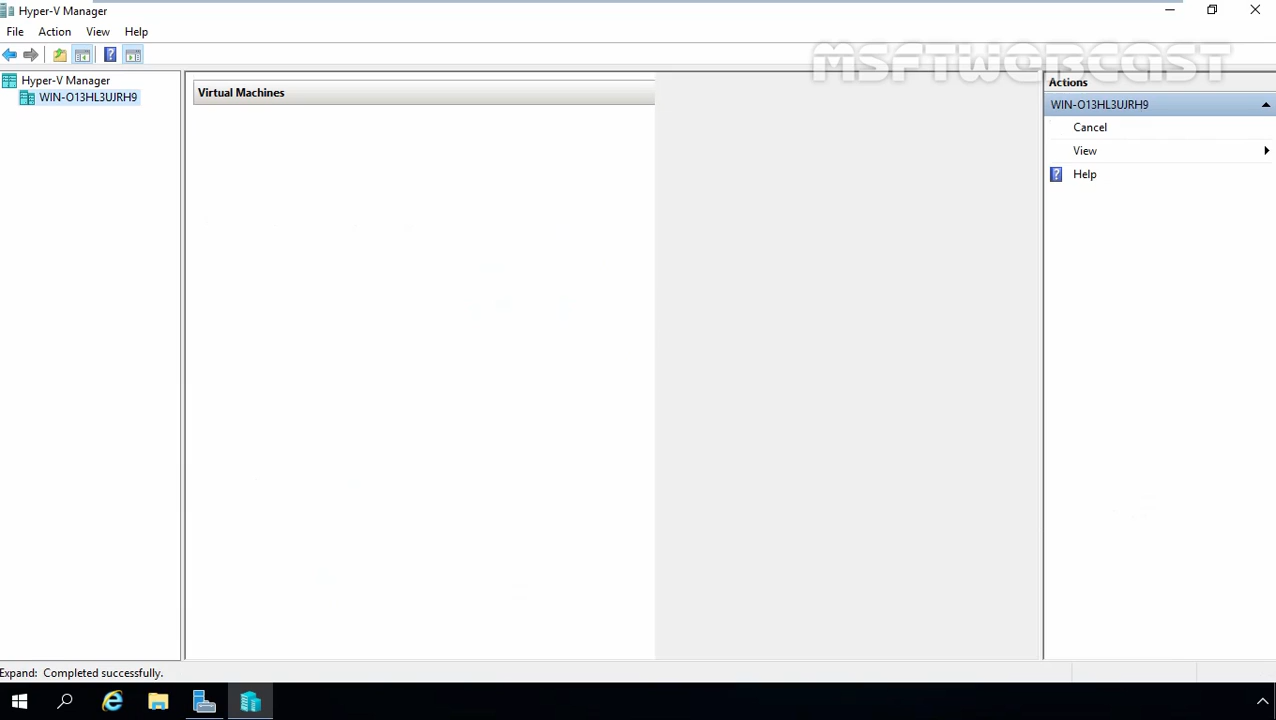 Hyper-V Manager
File Action View Help
MSFTWEBCAST
Hyper-V Manager
WIN-O13HL3UJRH9
Virtual Machines
Actions
WIN-O13HL3UJRH9
Cancel
View
Help
Expand: Completed successfully.